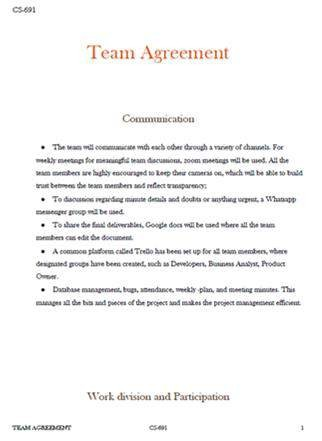 CS-691
Team Agreement
Communication
● The team will communicate with each other through a variety of channels. For
weekly meetings for meaningful team discussions, zoom meetings will be used. All the
team members are highly encouraged to keep their cameras on, which will be able to build
trust between the team members and reflect transparency;
● To discussion regarding minute details and doubts or anything urgent, a Whatsapp
messenger group will be used.
● To share the final deliverables, Google docs will be used where all the team
members can edit the document.
● A common platform called Trello has been set up for all team members, where
designated groups have been created, such as Developers, Business Analyst, Product
Owner.
● Database management, bugs, attendance, weekly -plan, and meeting minutes. This
manages all the bits and pieces of the project and makes the project management efficient.
Work division and Participation
TEAM AGREEMENT CS-691 1